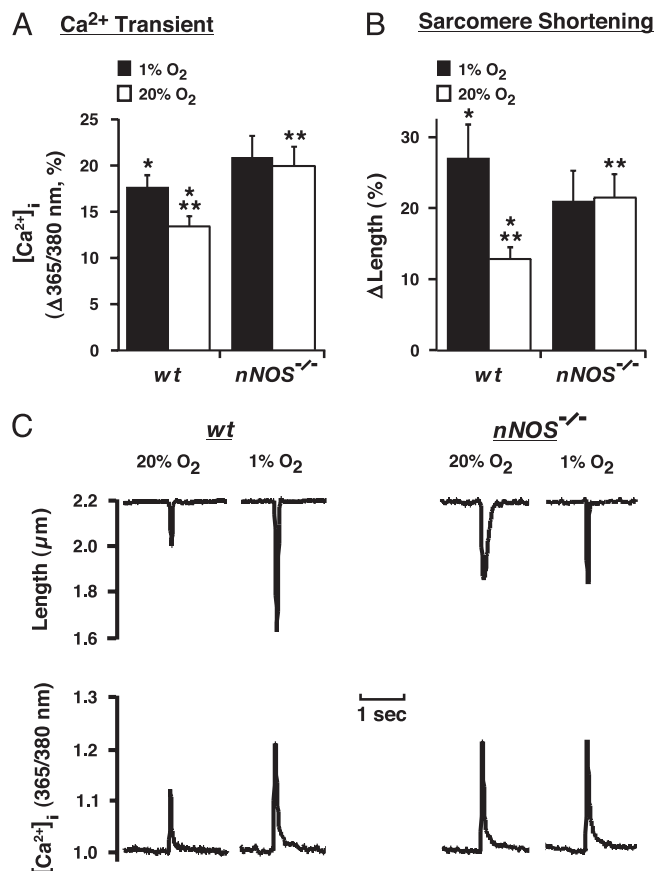 A Ca²⁺ Transient
1% O₂
20% O₂
[Ca²⁺]ᵢ
(Δ365/380 nm, %)
25
20
15
10
5
0
*
*
**
**
wt
nNOS⁻/⁻
B Sarcomere Shortening
1% O₂
20% O₂
ΔLength (%)
30
20
10
0
*
*
**
**
wt
nNOS⁻/⁻
C
wt
nNOS⁻/⁻
20% O₂
1% O₂
20% O₂
1% O₂
Length (μm)
2.2
2.0
1.8
1.6
1 sec
[Ca²⁺]ᵢ (365/380 nm)
1.3
1.2
1.1
1.0